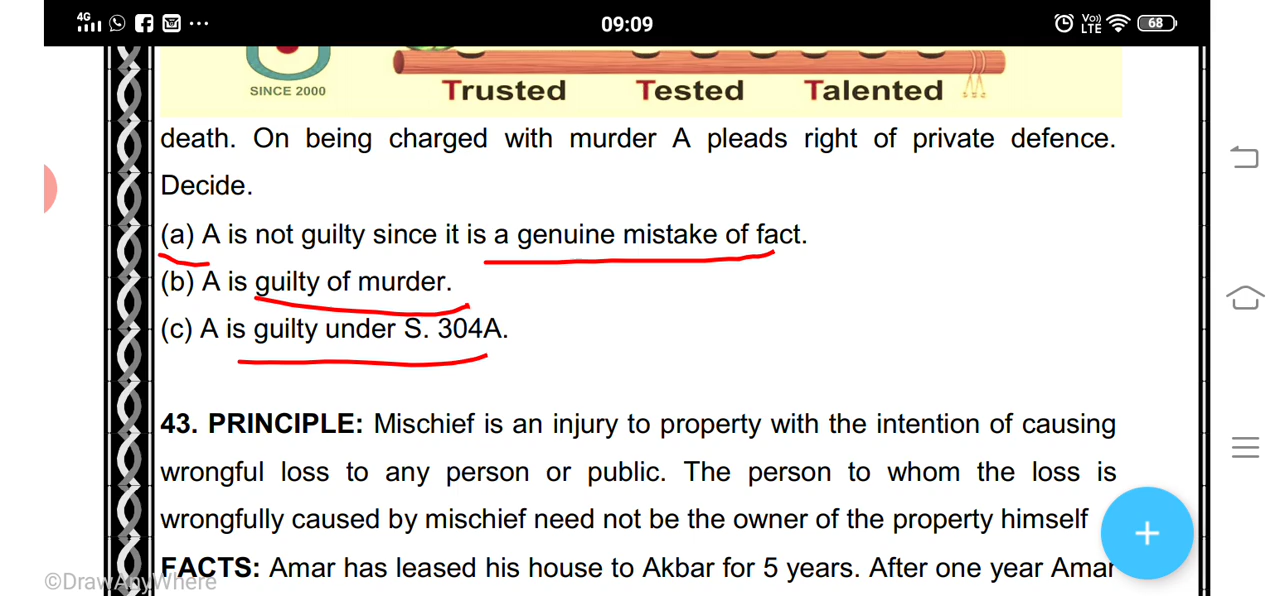 4G ... 09:09 Vo)) LTE 68
SINCE 2000
Trusted Tested Talented
death. On being charged with murder A pleads right of private defence.
Decide.
(a) A is not guilty since it is a genuine mistake of fact.
(b) A is guilty of murder.
(c) A is guilty under S. 304A.
43. PRINCIPLE: Mischief is an injury to property with the intention of causing
wrongful loss to any person or public. The person to whom the loss is
wrongfully caused by mischief need not be the owner of the property himself
FACTS: Amar has leased his house to Akbar for 5 years. After one year Amar
©DrawAnyWhere